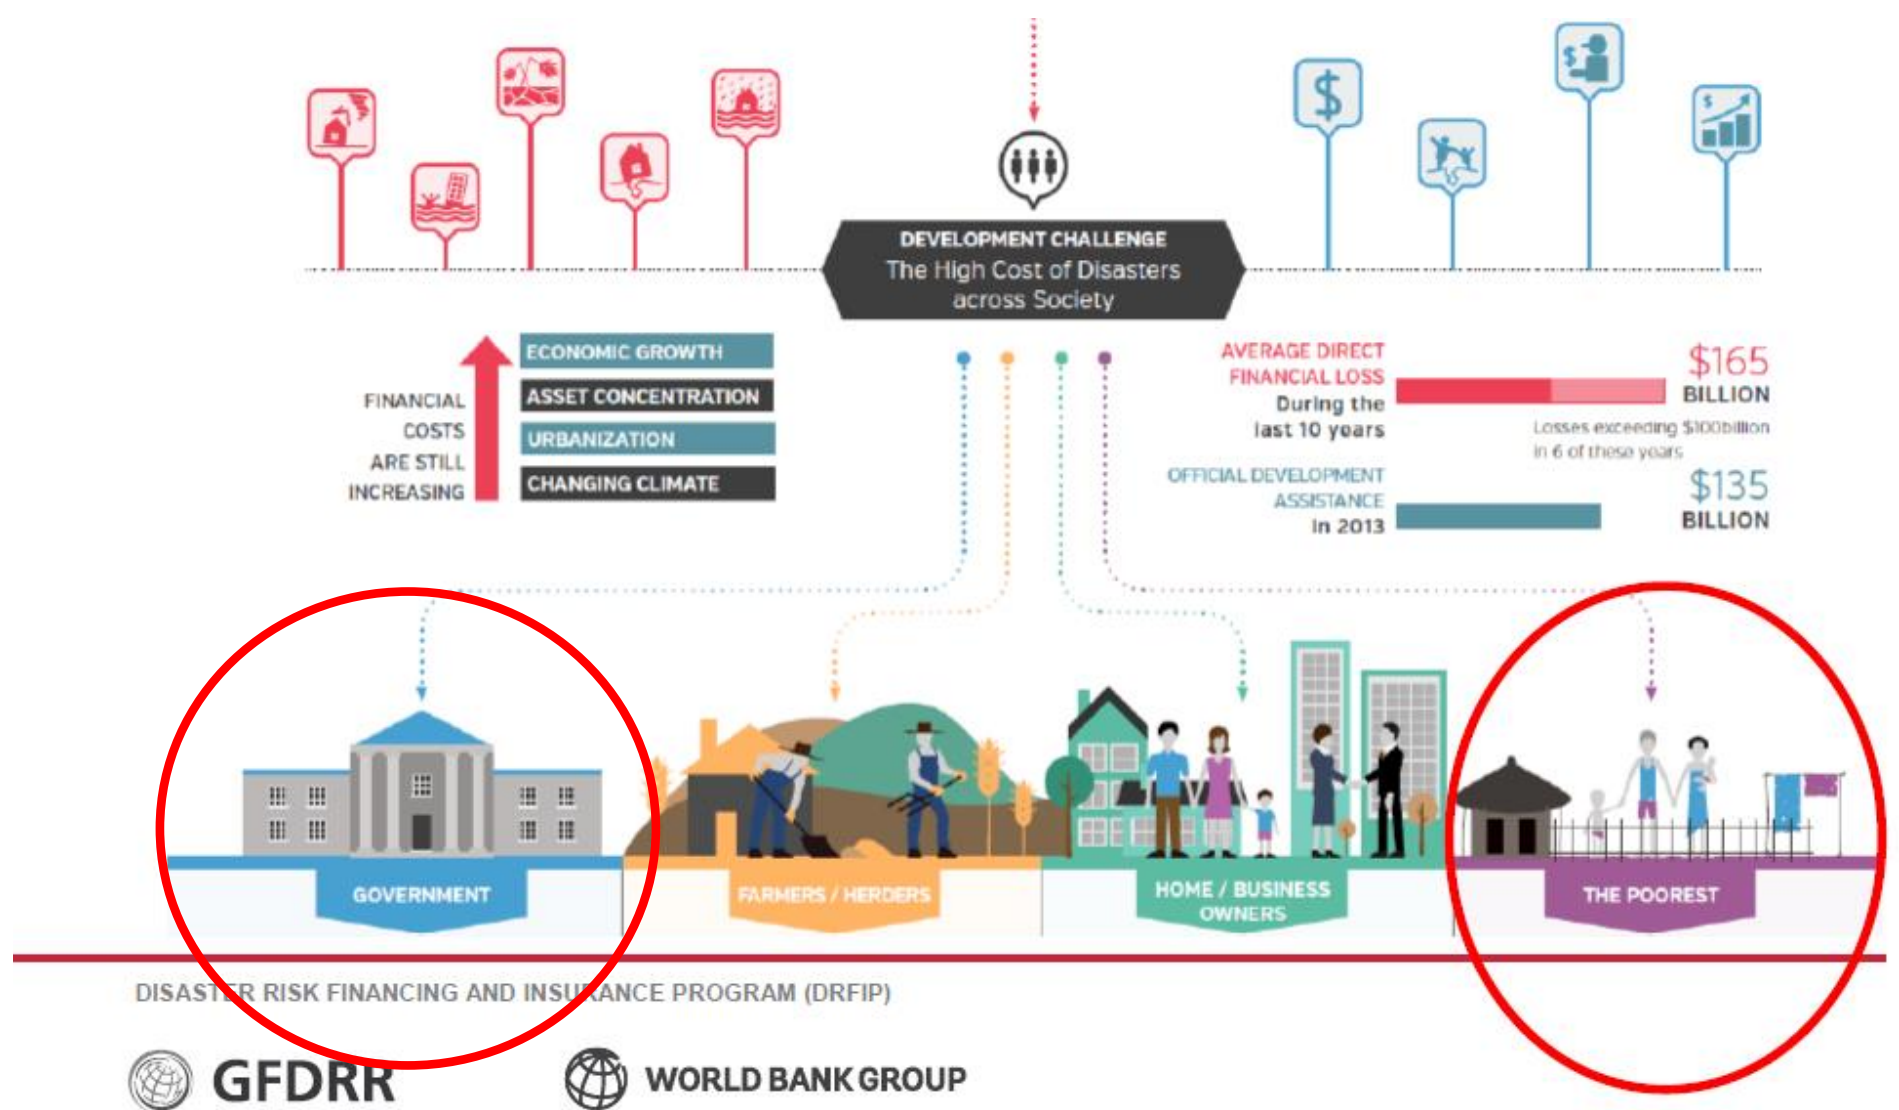 DEVELOPMENT CHALLENGE
The High Cost of Disasters
across Society
FINANCIAL
COSTS
ARE STILL
INCREASING
ECONOMIC GROWTH
ASSET CONCENTRATION
URBANIZATION
CHANGING CLIMATE
AVERAGE DIRECT
FINANCIAL LOSS
During the
last 10 years
$165
BILLION
Losses exceeding $100billion
in 6 of these years
OFFICIAL DEVELOPMENT
ASSISTANCE
in 2013
$135
BILLION
GOVERNMENT
FARMERS / HERDERS
HOME / BUSINESS
OWNERS
THE POOREST
DISASTER RISK FINANCING AND INSURANCE PROGRAM (DRFIP)
GFDRR
WORLD BANK GROUP